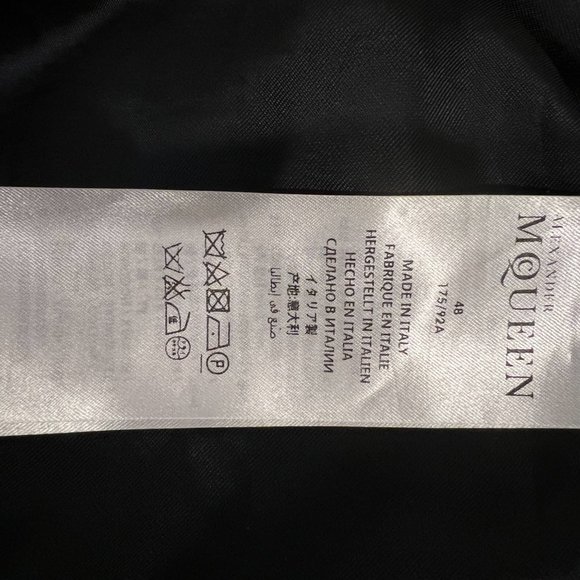 ALEXANDER
MCQUEEN
48
175/92A
MADE IN ITALY
FABRIQUE EN ITALIE
HERGESTELLT IN ITALIEN
HECHO EN ITALIA
СДЕЛАНО В ИТАЛИИ
イタリア製
产地:意大利
صنع في ايطاليا
P